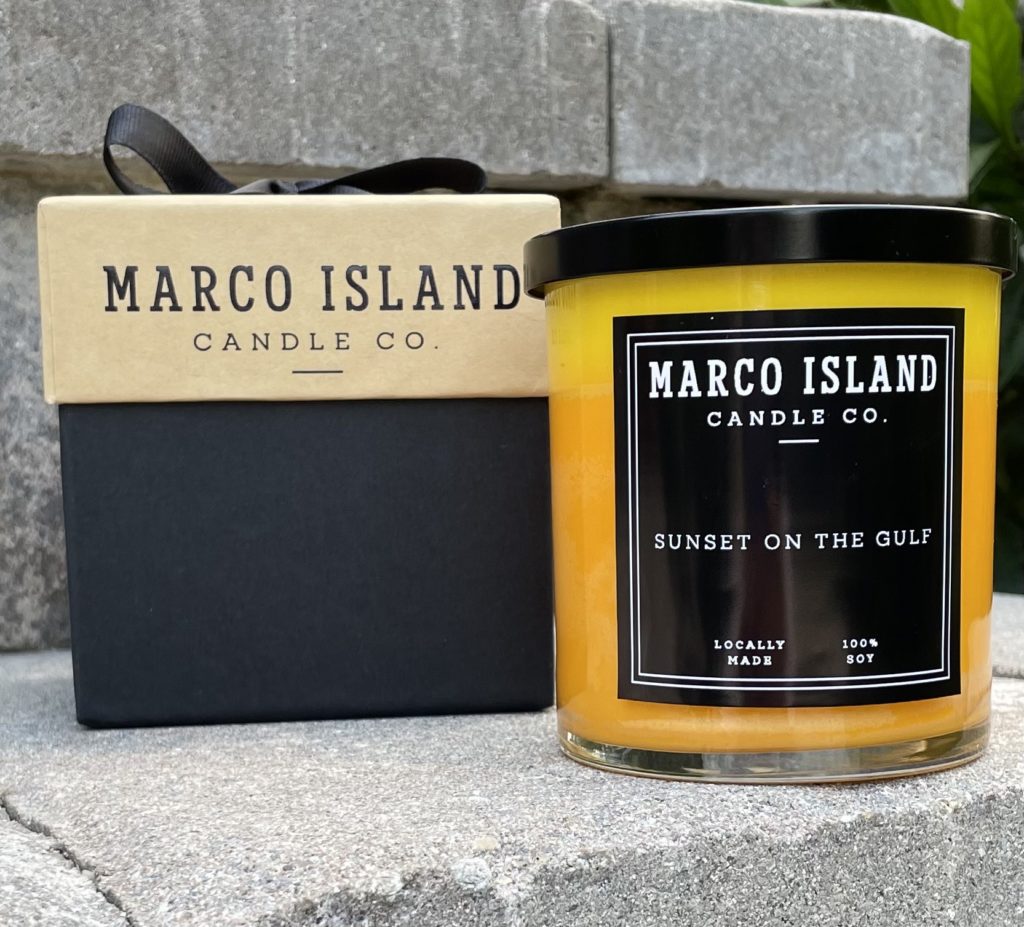 MARCO ISLAND
CANDLE CO.
MARCO ISLAND
CANDLE CO.
SUNSET ON THE GULF
LOCALLY MADE
100% SOY